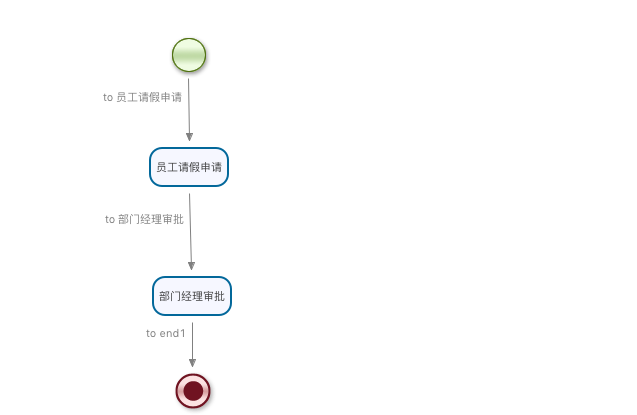 to 员工请假申请
员工请假申请
to 部门经理审批
部门经理审批
to end1